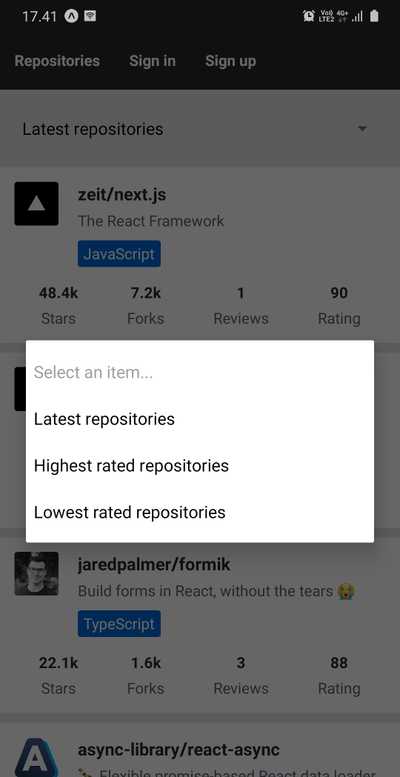 17.41 Vo) 4G+
LTE2
Repositories Sign in Sign up
Latest repositories
zeit/next.js
The React Framework
JavaScript
48.4k 7.2k 1 90
Stars Forks Reviews Rating
Select an item...
Latest repositories
Highest rated repositories
Lowest rated repositories
jaredpalmer/formik
Build forms in React, without the tears 😭
TypeScript
22.1k 1.6k 3 88
Stars Forks Reviews Rating
async-library/react-async
Flexible promise-based React data loader